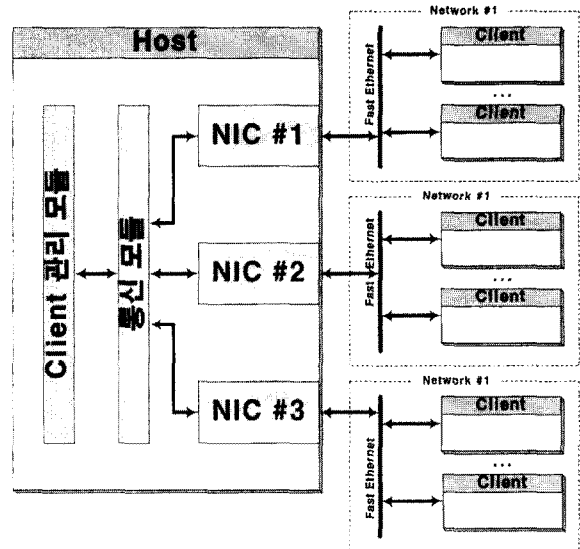 Host
Client 관리 모듈
통신 모듈
NIC #1
NIC #2
NIC #3
Network #1
Fast Ethernet
Client
...
Client
Network #1
Fast Ethernet
Client
...
Client
Network #1
Fast Ethernet
Client
...
Client